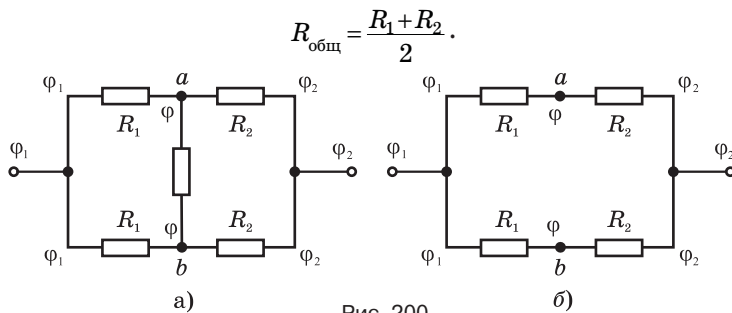 R общ = (R₁ + R₂) / 2 .
φ₁ a φ₂ φ₁ a φ₂
φ φ
R₁ R₂ R₁ R₂
φ₁ φ₂ φ₁ φ₂
φ R₂ φ R₂
R₁ R₁
φ₁ b φ₂ φ₁ b φ₂
а) б)
Рис. 200